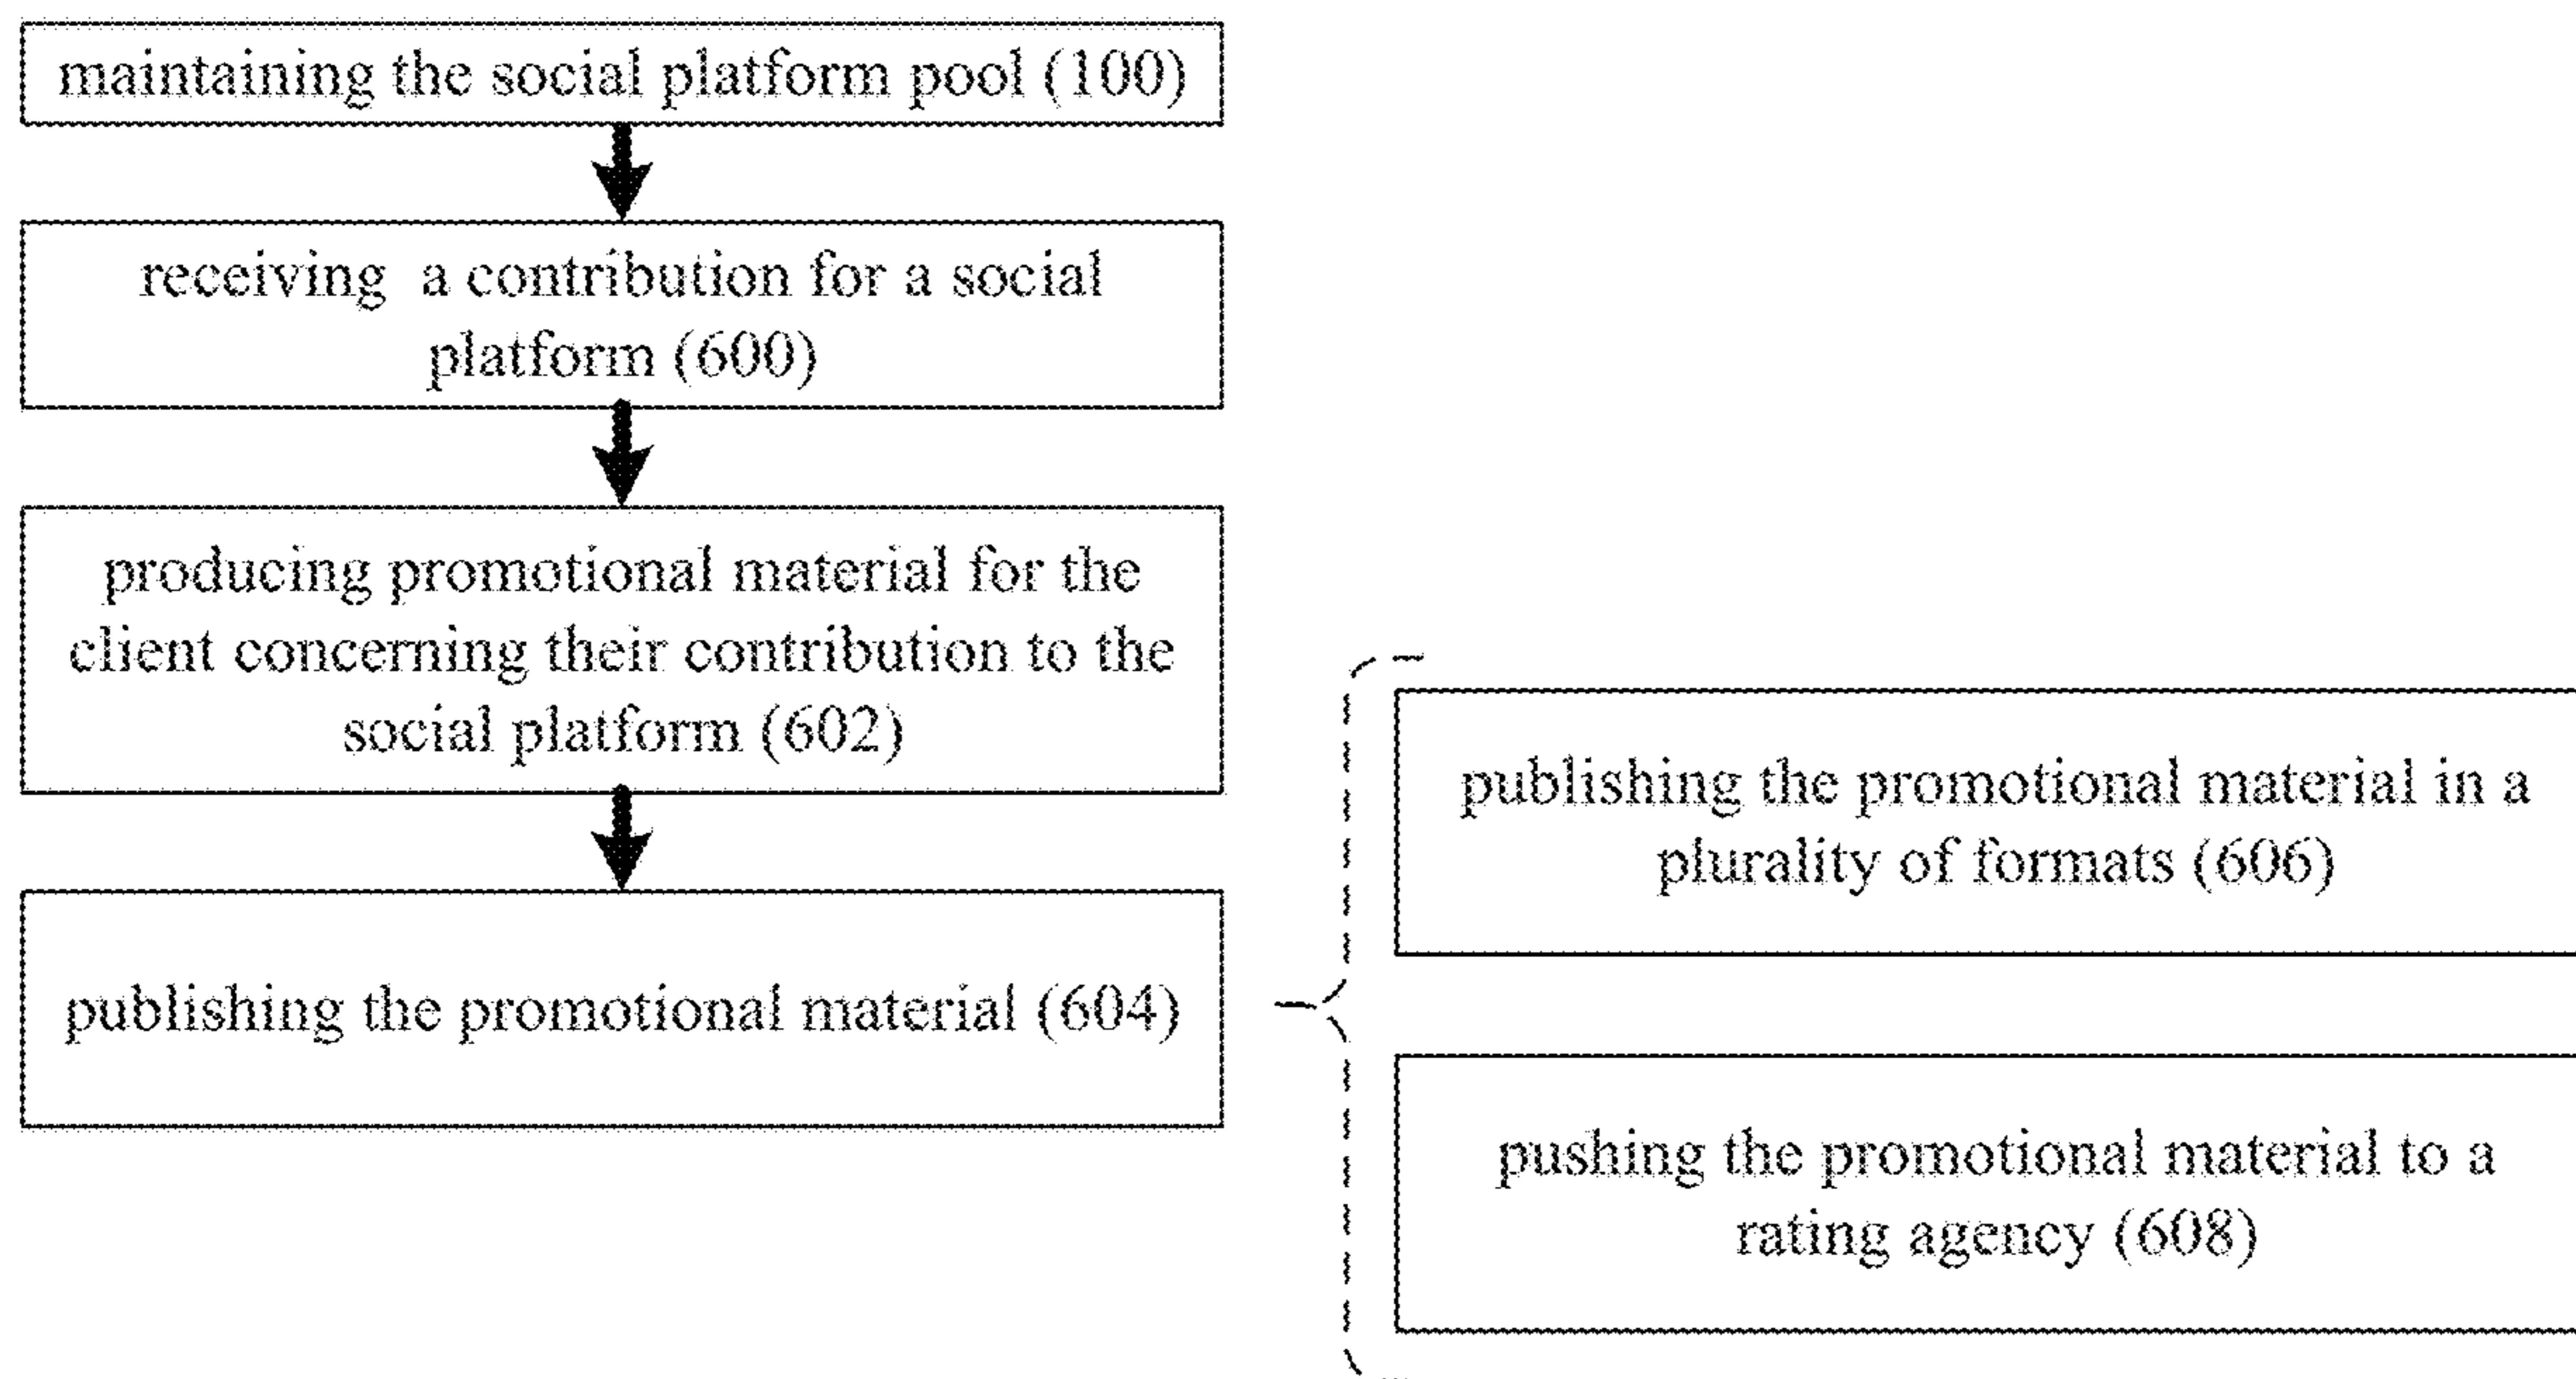 maintaining the social platform pool (100)
receiving a contribution for a social
platform (600)
producing promotional material for the
client concerning their contribution to the
social platform (602)
publishing the promotional material (604)
publishing the promotional material in a
plurality of formats (606)
pushing the promotional material to a
rating agency (608)